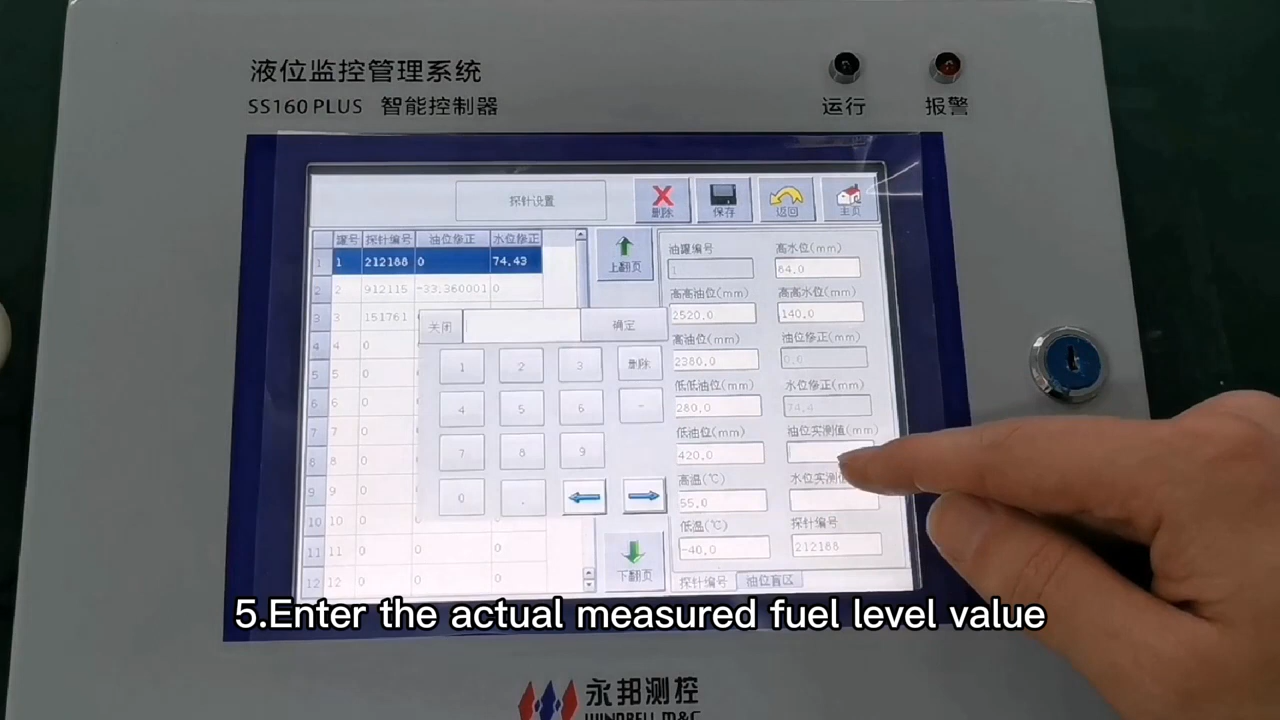 液位监控管理系统
SS160 PLUS 智能控制器
运行 报警
探针设置 删除 保存 返回 主页
罐号 探针编号 油位修正 水位修正
1 1 212188 0 74.43
2 2 912115 -33.360001 0
3 3 151761
4 4 0
5 5 0
6 6 0
7 7 0
8 8 0
9 9 0
10 10 0 0 0
11 11 0 0 0
12 12 0 0 0
上翻页
下翻页
关闭 确定
1 2 3 删除
4 5 6 -
7 8 9
0 .
油罐编号 高水位(mm)
1 84.0
高高油位(mm) 高高水位(mm)
2520.0 140.0
高油位(mm) 油位修正(mm)
2380.0 0.0
低低油位(mm) 水位修正(mm)
280.0 74.4
低油位(mm) 油位实测值(mm)
420.0
高温(℃) 水位实测值
55.0
低温(℃) 探针编号
-40.0 212188
探针编号 油位盲区
5.Enter the actual measured fuel level value
永邦测控
WINDBELL M&C